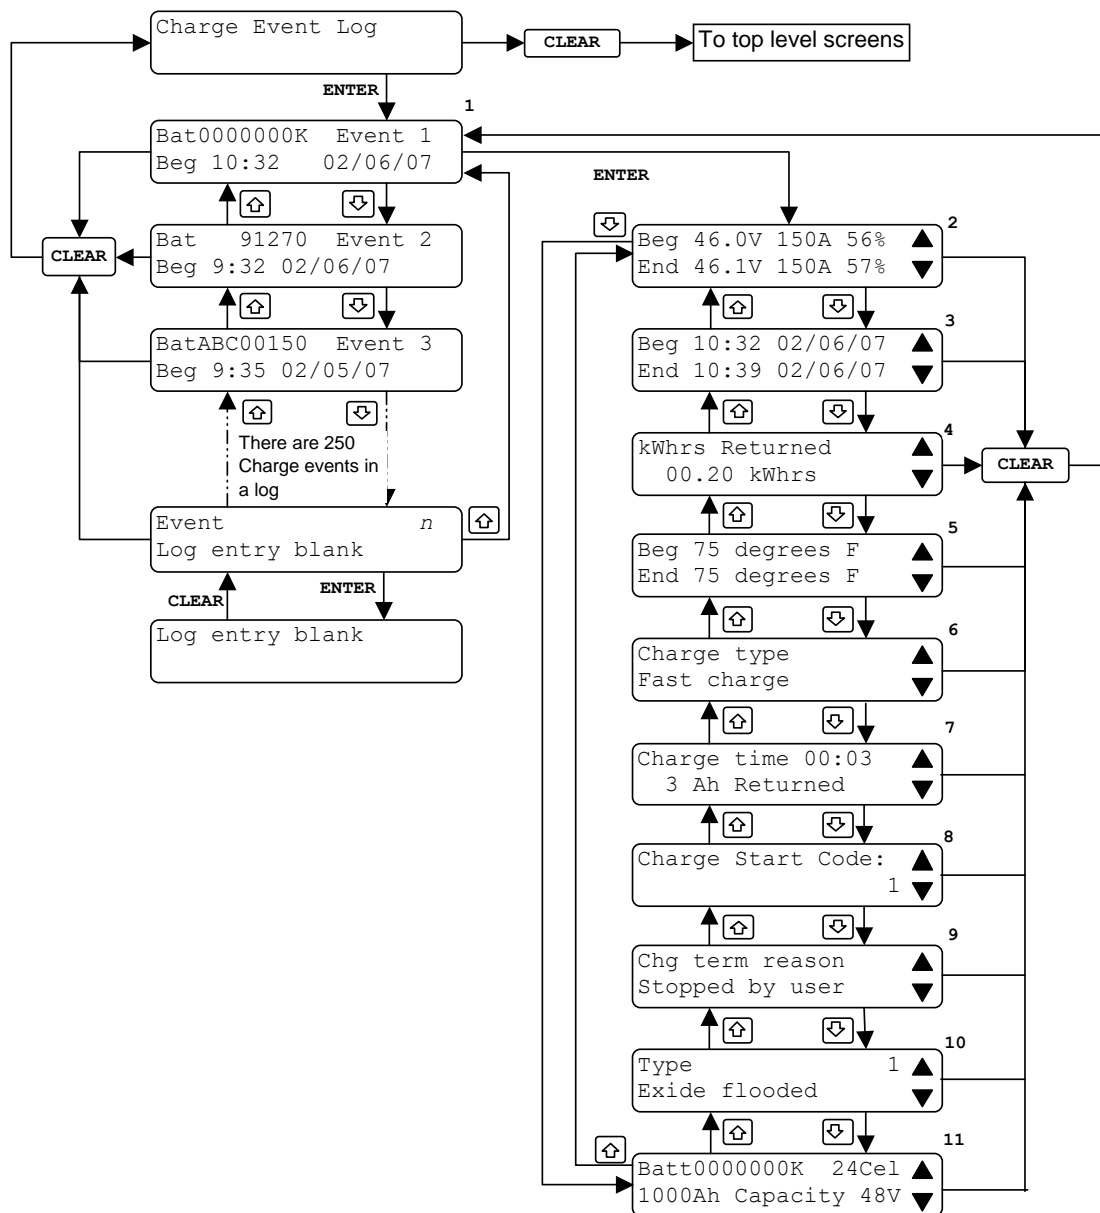 Charge Event Log
CLEAR
To top level screens
ENTER
1
Bat0000000K Event 1
Beg 10:32 02/06/07
CLEAR
Bat 91270 Event 2
Beg 9:32 02/06/07
BatABC00150 Event 3
Beg 9:35 02/05/07
There are 250
Charge events in
a log
Event n
Log entry blank
CLEAR
ENTER
Log entry blank
ENTER
2
Beg 46.0V 150A 56%
End 46.1V 150A 57%
3
Beg 10:32 02/06/07
End 10:39 02/06/07
4
kWhrs Returned
00.20 kWhrs
CLEAR
5
Beg 75 degrees F
End 75 degrees F
6
Charge type
Fast charge
7
Charge time 00:03
3 Ah Returned
8
Charge Start Code:
1
9
Chg term reason
Stopped by user
10
Type 1
Exide flooded
11
Batt0000000K 24Cel
1000Ah Capacity 48V